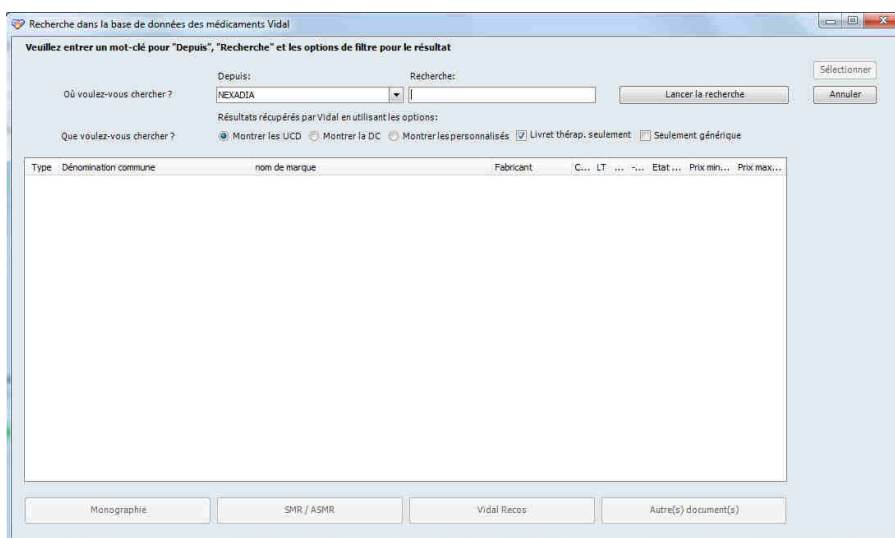 Recherche dans la base de données des médicaments Vidal
Veuillez entrer un mot-clé pour "Depuis", "Recherche" et les options de filtre pour le résultat
Sélectionner
Depuis: Recherche:
Où voulez-vous chercher ? NEXADIA Lancer la recherche Annuler
Résultats récupérés par Vidal en utilisant les options:
Que voulez-vous chercher ? Montrer les UCD Montrer la DC Montrer les personnalisés Livret thérap. seulement Seulement générique
Type Dénomination commune nom de marque Fabricant C... LT ... -... Etat ... Prix min... Prix max...
Monographie SMR / ASMR Vidal Recos Autre(s) document(s)